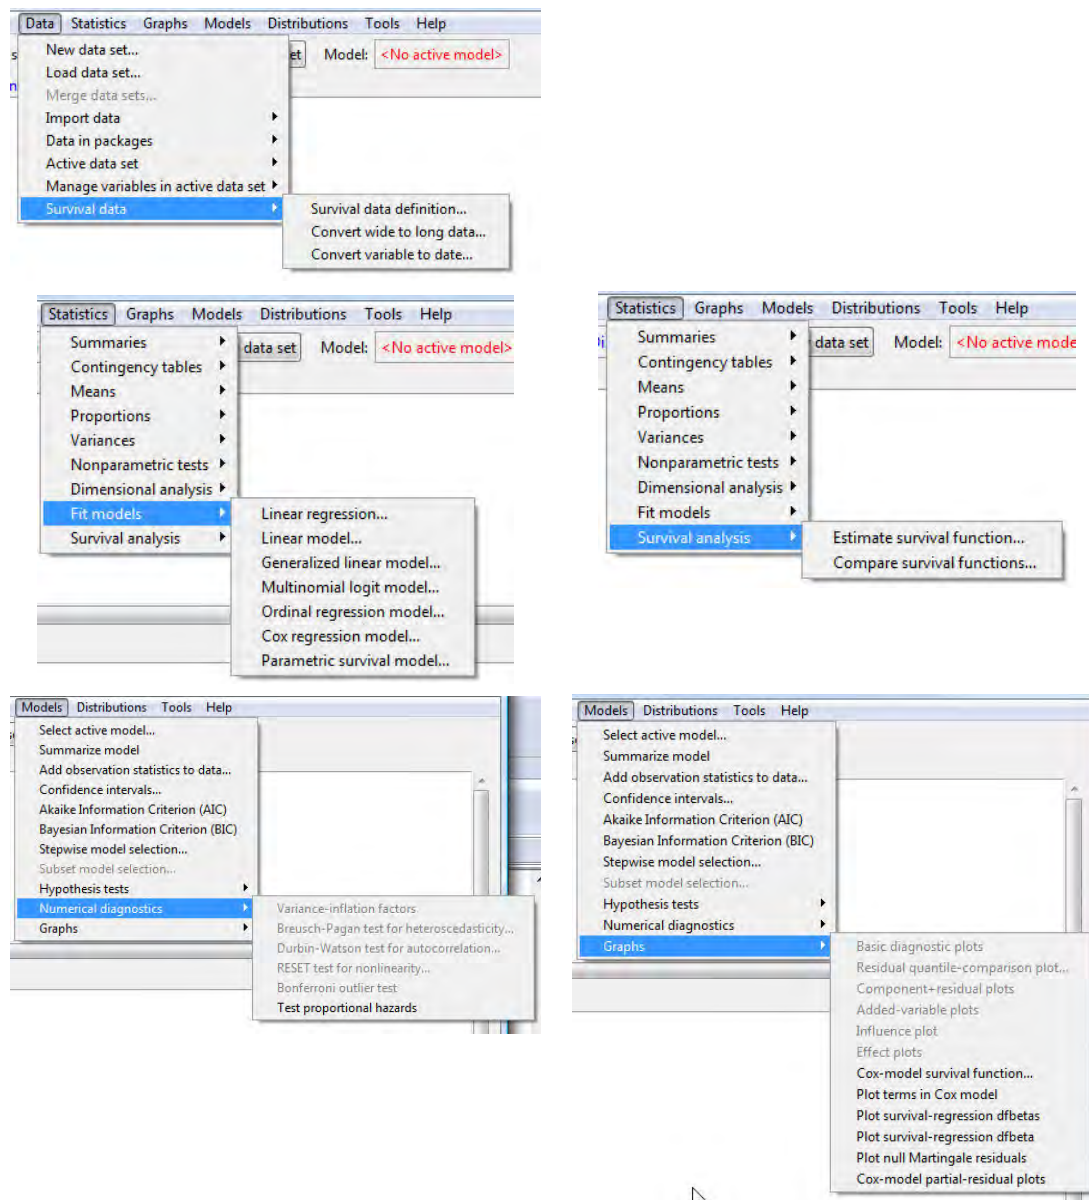 Data Statistics Graphs Models Distributions Tools Help
New data set...
et Model: <No active model>
Load data set...
Merge data sets...
Import data
Data in packages
Active data set
Manage variables in active data set
Survival data
Survival data definition...
Convert wide to long data...
Convert variable to date...
Statistics Graphs Models Distributions Tools Help
Summaries
data set Model: <No active model>
Contingency tables
Means
Proportions
Variances
Nonparametric tests
Dimensional analysis
Fit models
Survival analysis
Linear regression...
Linear model...
Generalized linear model...
Multinomial logit model...
Ordinal regression model...
Cox regression model...
Parametric survival model...
Statistics Graphs Models Distributions Tools Help
Summaries
data set Model: <No active mode
Contingency tables
Means
Proportions
Variances
Nonparametric tests
Dimensional analysis
Fit models
Survival analysis
Estimate survival function...
Compare survival functions...
Models Distributions Tools Help
Select active model...
Summarize model
Add observation statistics to data...
Confidence intervals...
Akaike Information Criterion (AIC)
Bayesian Information Criterion (BIC)
Stepwise model selection...
Subset model selection...
Hypothesis tests
Numerical diagnostics
Graphs
Variance-inflation factors
Breusch-Pagan test for heteroscedasticity...
Durbin-Watson test for autocorrelation...
RESET test for nonlinearity...
Bonferroni outlier test
Test proportional hazards
Models Distributions Tools Help
Select active model...
Summarize model
Add observation statistics to data...
Confidence intervals...
Akaike Information Criterion (AIC)
Bayesian Information Criterion (BIC)
Stepwise model selection...
Subset model selection...
Hypothesis tests
Numerical diagnostics
Graphs
Basic diagnostic plots
Residual quantile-comparison plot...
Component+residual plots
Added-variable plots
Influence plot
Effect plots
Cox-model survival function...
Plot terms in Cox model
Plot survival-regression dfbetas
Plot survival-regression dfbeta
Plot null Martingale residuals
Cox-model partial-residual plots